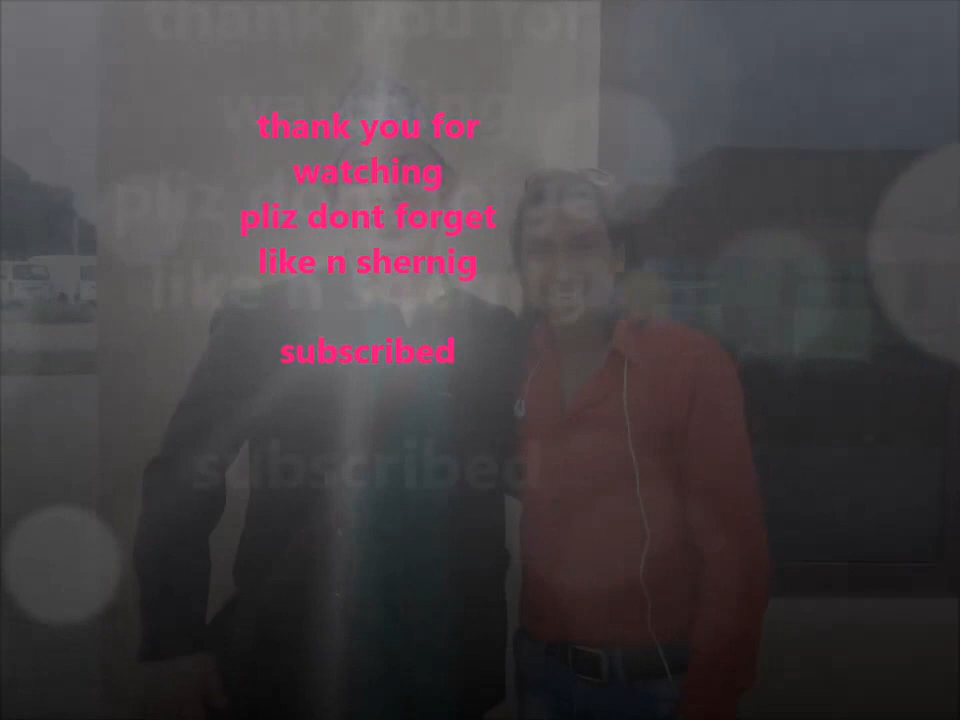 thank you for
watching
pliz dont forget
like n shernig
subscribed